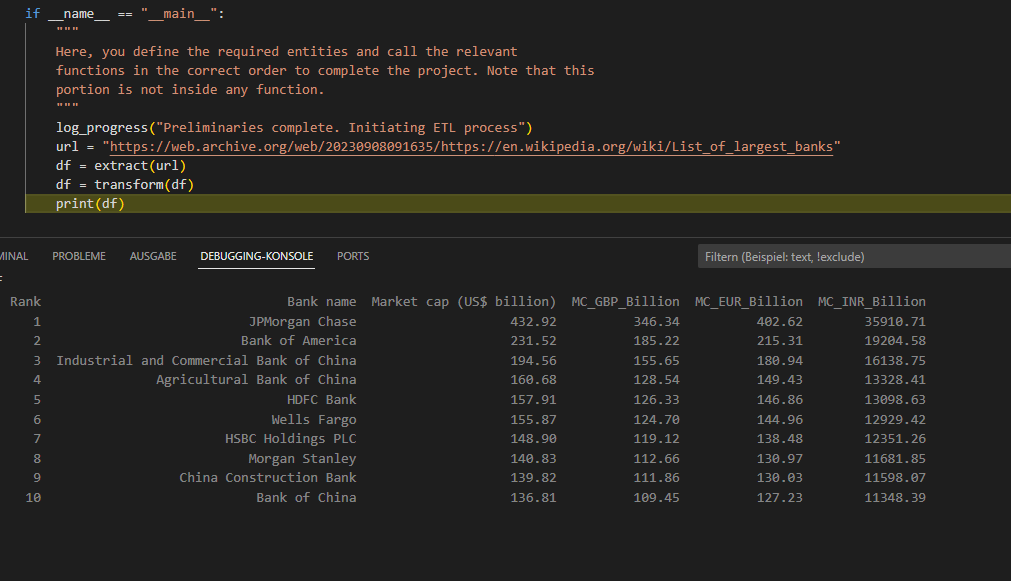 if __name__ == "__main__":
"""
Here, you define the required entities and call the relevant
functions in the correct order to complete the project. Note that this
portion is not inside any function.
"""
log_progress("Preliminaries complete. Initiating ETL process")
url = "https://web.archive.org/web/20230908091635/https://en.wikipedia.org/wiki/List_of_largest_banks"
df = extract(url)
df = transform(df)
print(df)
MINAL PROBLEME AUSGABE DEBUGGING-KONSOLE PORTS Filtern (Beispiel: text, !exclude)
Rank Bank name Market cap (US$ billion) MC_GBP_Billion MC_EUR_Billion MC_INR_Billion
1 JPMorgan Chase 432.92 346.34 402.62 35910.71
2 Bank of America 231.52 185.22 215.31 19204.58
3 Industrial and Commercial Bank of China 194.56 155.65 180.94 16138.75
4 Agricultural Bank of China 160.68 128.54 149.43 13328.41
5 HDFC Bank 157.91 126.33 146.86 13098.63
6 Wells Fargo 155.87 124.70 144.96 12929.42
7 HSBC Holdings PLC 148.90 119.12 138.48 12351.26
8 Morgan Stanley 140.83 112.66 130.97 11681.85
9 China Construction Bank 139.82 111.86 130.03 11598.07
10 Bank of China 136.81 109.45 127.23 11348.39